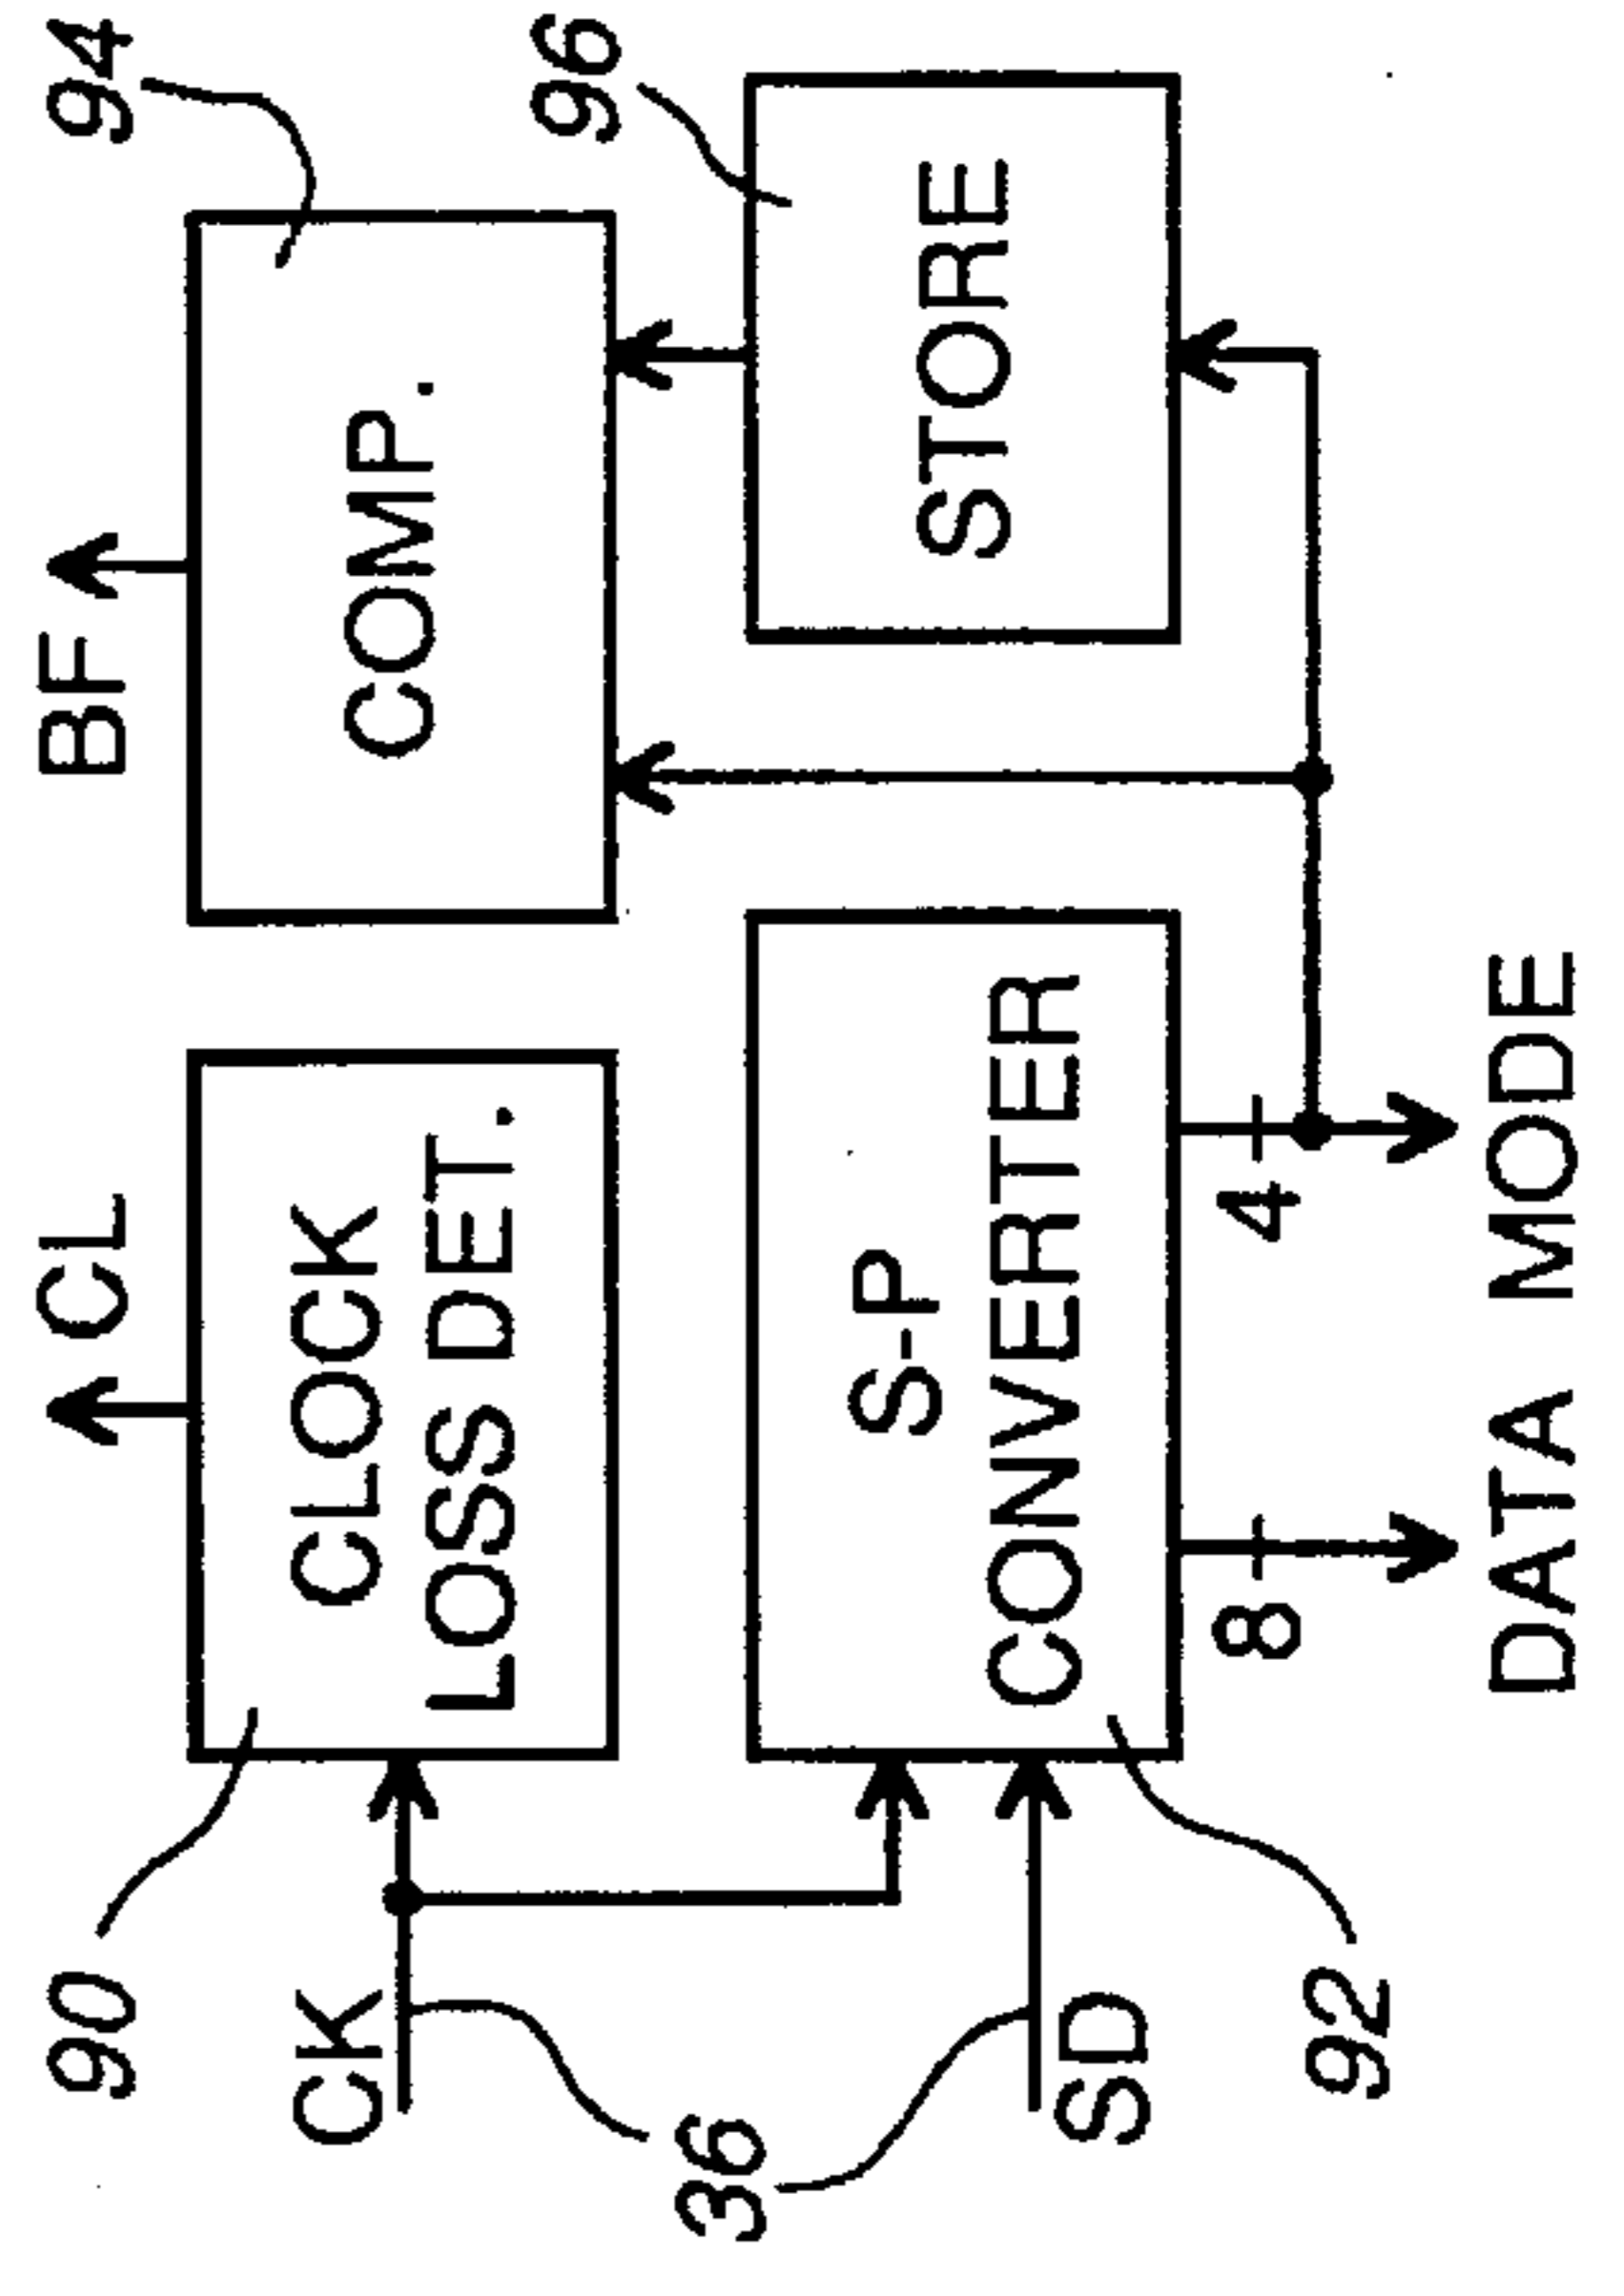 90
CL
BF
94
CK
CLOCK
LOSS DET.
COMP.
36
96
S-P
CONVERTER
STORE
SD
8
4
92
DATA MODE